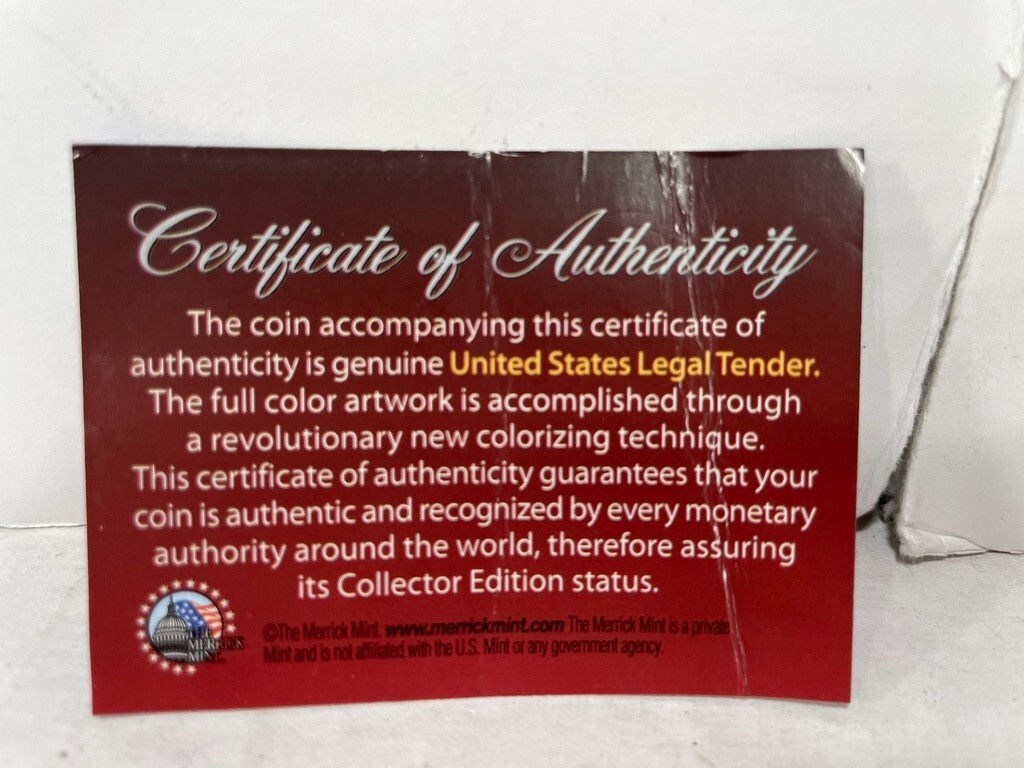 Certificate of Authenticity
The coin accompanying this certificate of
authenticity is genuine United States Legal Tender.
The full color artwork is accomplished through
a revolutionary new colorizing technique.
This certificate of authenticity guarantees that your
coin is authentic and recognized by every monetary
authority around the world, therefore assuring
its Collector Edition status.
THE
MERRICK
MINT
©The Merrick Mint. www.merrickmint.com The Merrick Mint is a private
Mint and is not affiliated with the U.S. Mint or any government agency.